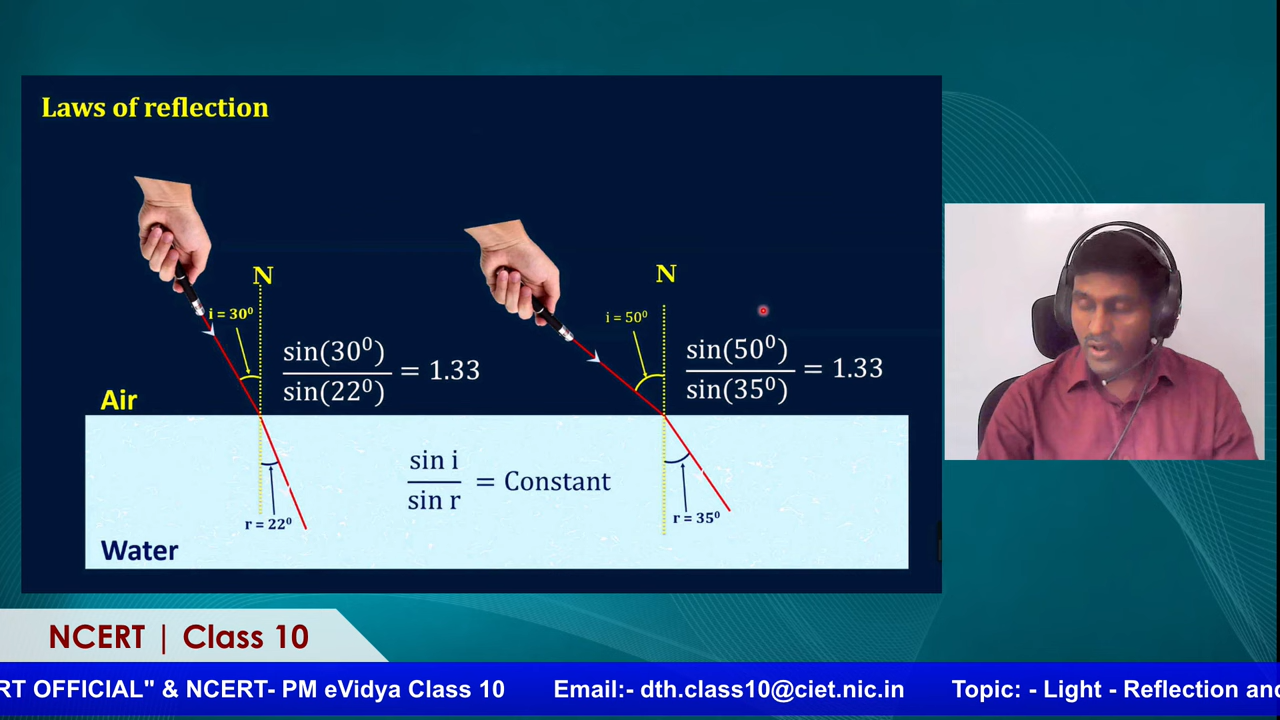 Laws of reflection
N
i = 30⁰
sin(30⁰)
sin(22⁰)
= 1.33
N
i = 50⁰
sin(50⁰)
sin(35⁰)
= 1.33
Air
sin i
sin r
= Constant
r = 22⁰
r = 35⁰
Water
NCERT | Class 10
RT OFFICIAL" & NCERT- PM eVidya Class 10 Email:- dth.class10@ciet.nic.in Topic: - Light - Reflection and